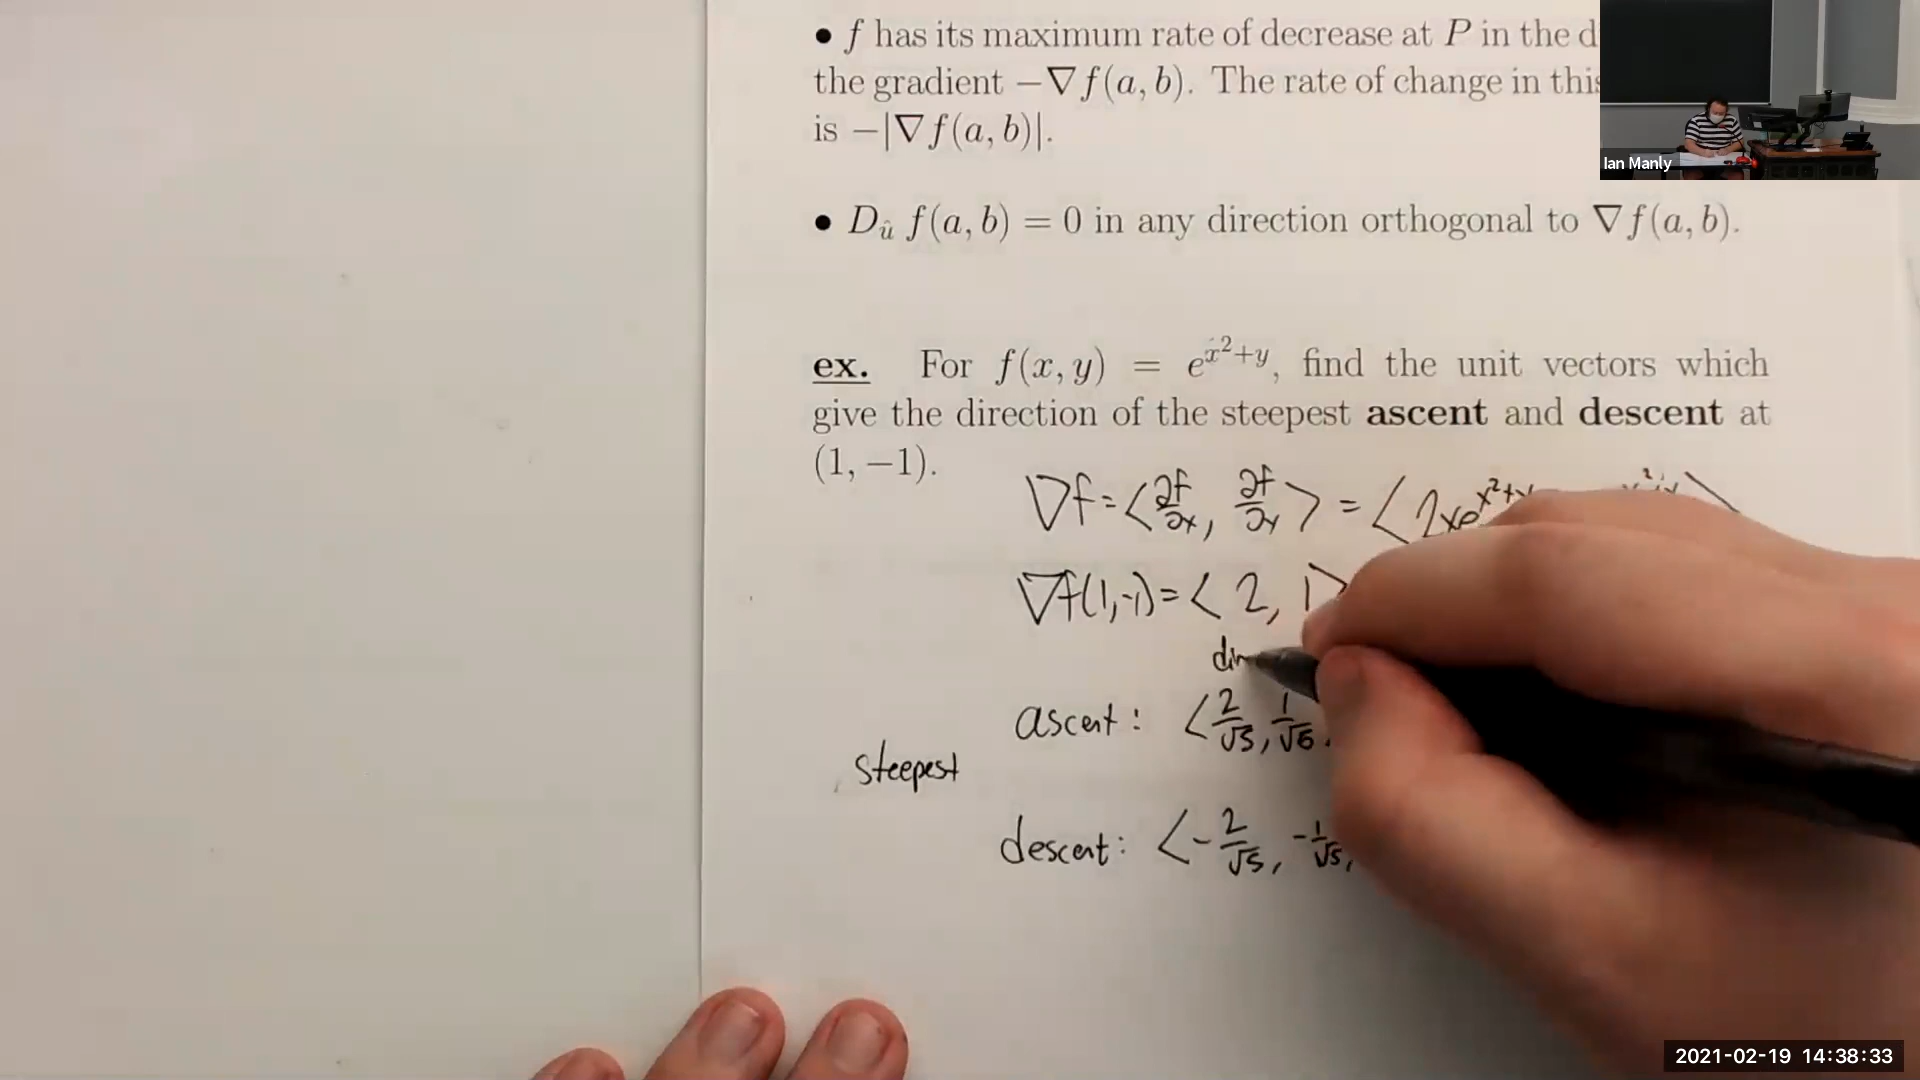 • f has its maximum rate of decrease at P in the d
the gradient −∇f(a, b). The rate of change in this
is −|∇f(a, b)|.
Ian Manly
• D_û f(a, b) = 0 in any direction orthogonal to ∇f(a, b).
ex. For f(x, y) = e^{x²+y}, find the unit vectors which
give the direction of the steepest ascent and descent at
(1, −1).
∇f = ⟨∂f/∂x, ∂f/∂y⟩ = ⟨2xe^{x²+y}
∇f(1,-1) = ⟨2, 1⟩
ascent: ⟨2/√5, 1/√5
steepest
descent: ⟨-2/√5, -1/√5,
2021-02-19 14:38:33